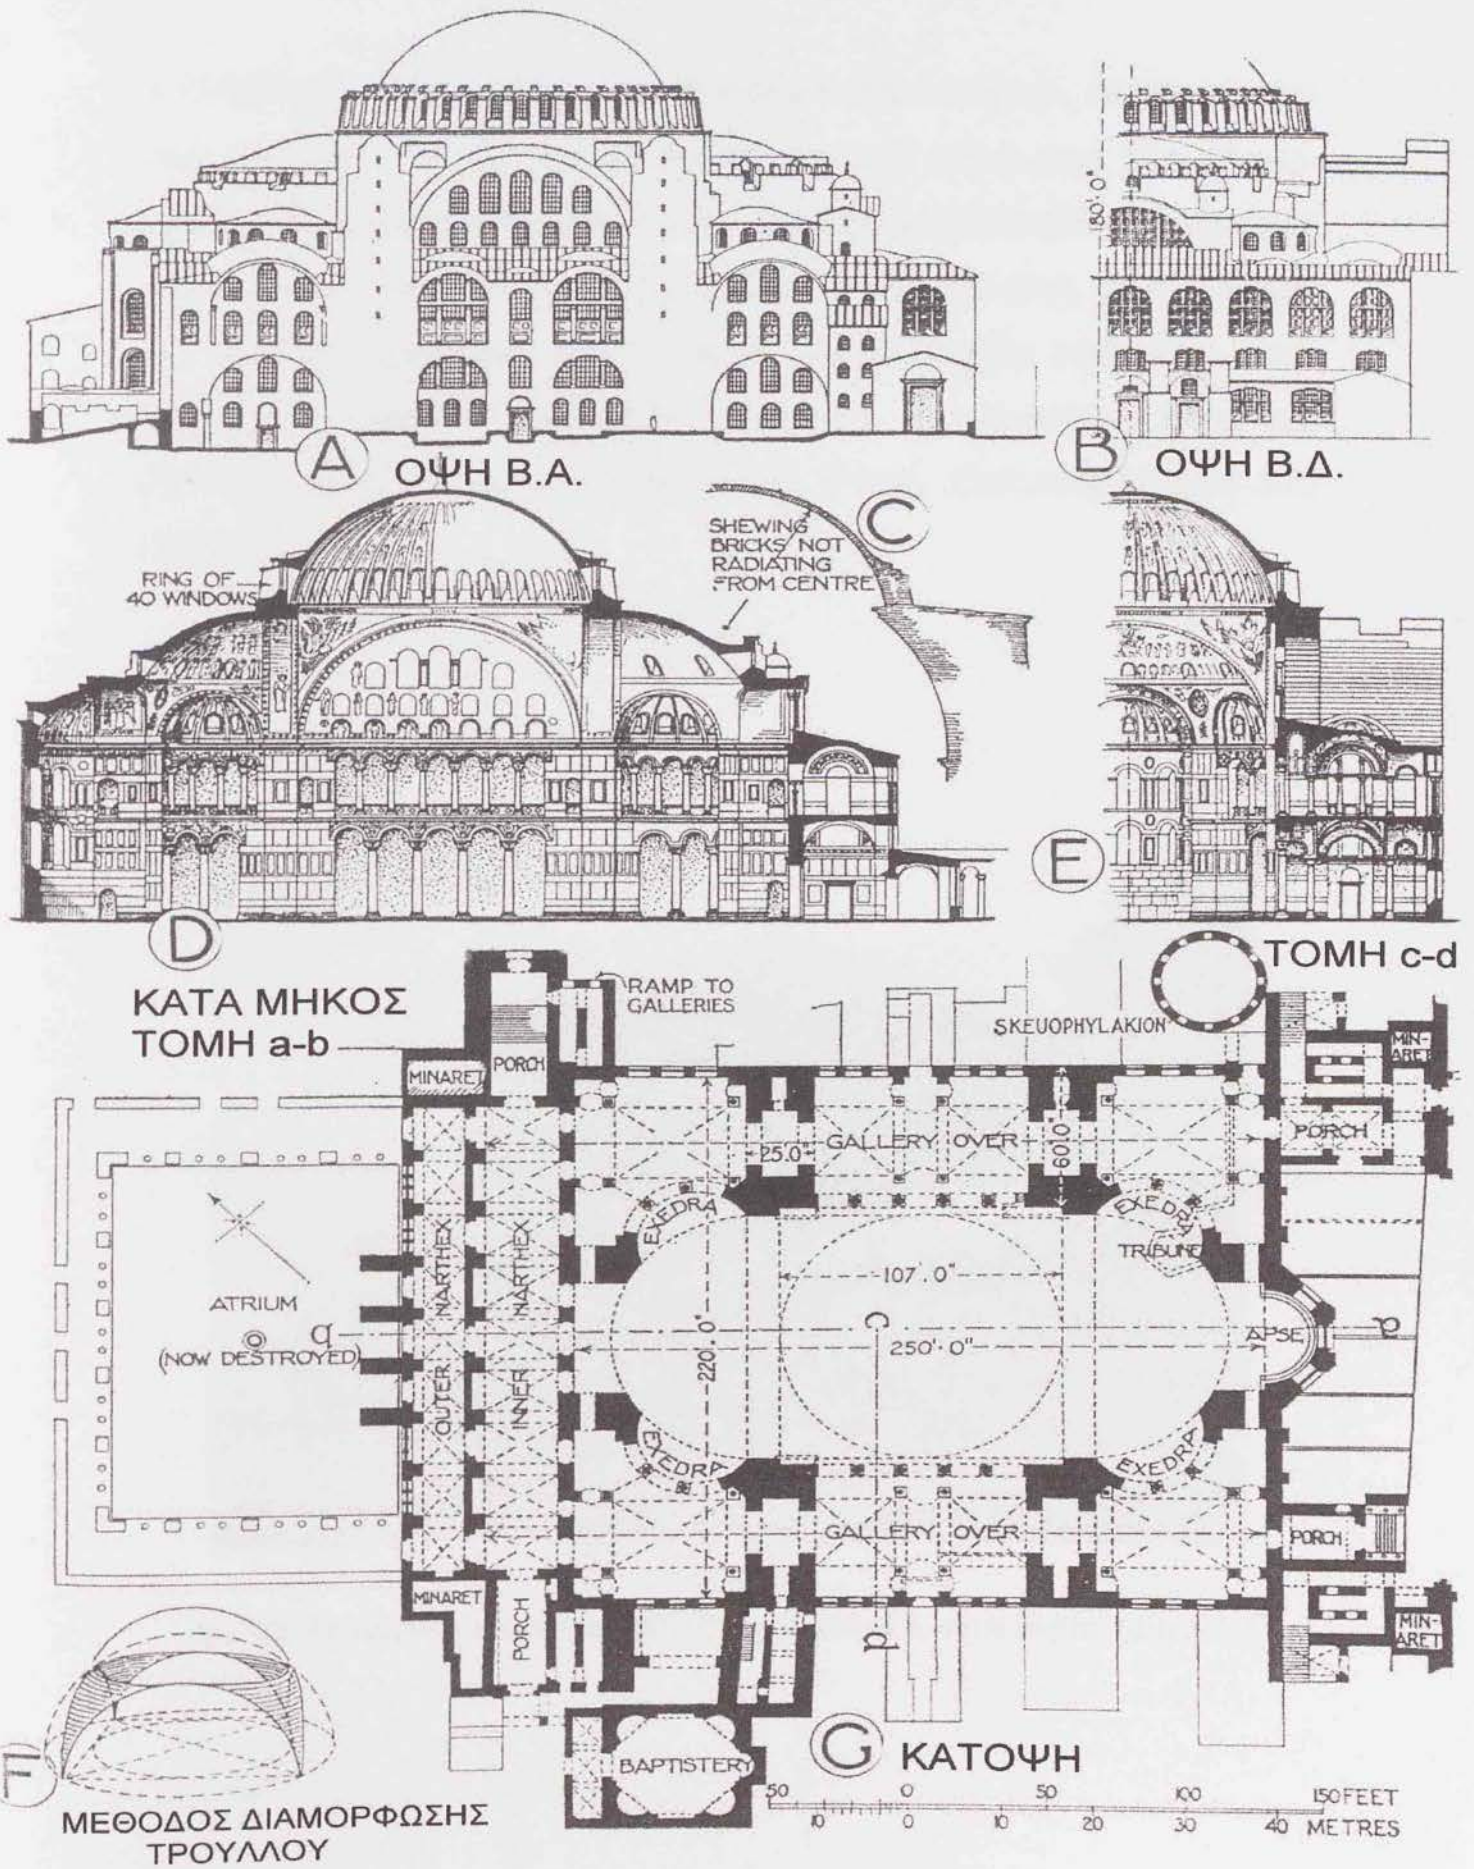 180'.0"
A
ΟΨΗ Β.Α.
B
ΟΨΗ Β.Δ.
C
SHEWING
BRICKS NOT
RADIATING
FROM CENTRE
RING OF
40 WINDOWS
E
D
ΚΑΤΑ ΜΗΚΟΣ
ΤΟΜΗ a-b
ΤΟΜΗ c-d
RAMP TO
GALLERIES
SKEUOPHYLAKION
MINARET
PORCH
MIN-
ARET
PORCH
GALLERY OVER
25'.0"
60'.0"
EXEDRA
EXEDRA
TRIBUNE
OUTER NARTHEX
INNER NARTHEX
107'.0"
ATRIUM
(NOW DESTROYED)
a
C
250'.0"
220'.0"
APSE
EXEDRA
EXEDRA
GALLERY OVER
PORCH
MINARET
PORCH
d
MIN-
ARET
F
ΜΕΘΟΔΟΣ ΔΙΑΜΟΡΦΩΣΗΣ
ΤΡΟΥΛΛΟΥ
BAPTISTERY
G
ΚΑΤΟΨΗ
50 0 50 100 150 FEET
10 0 10 20 30 40 METRES